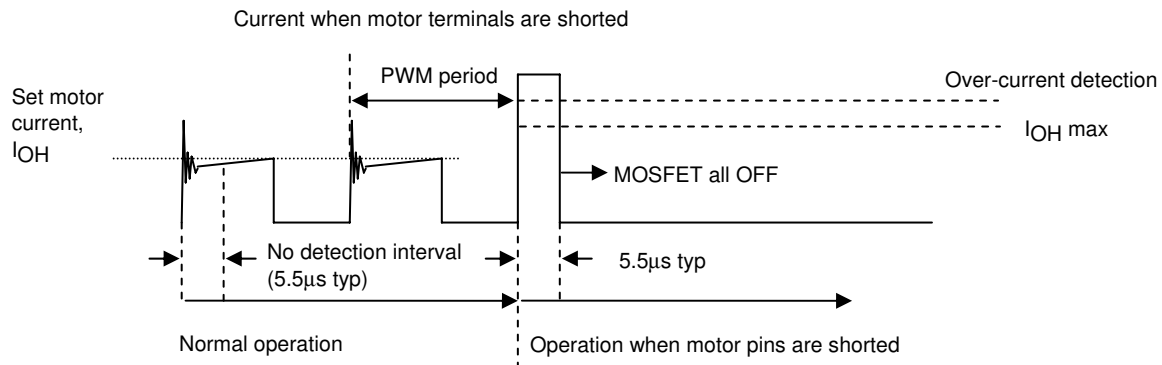 Current when motor terminals are shorted
PWM period
Over-current detection
Set motor
current,
IOH
IOH max
MOSFET all OFF
No detection interval
(5.5µs typ)
5.5µs typ
Normal operation
Operation when motor pins are shorted